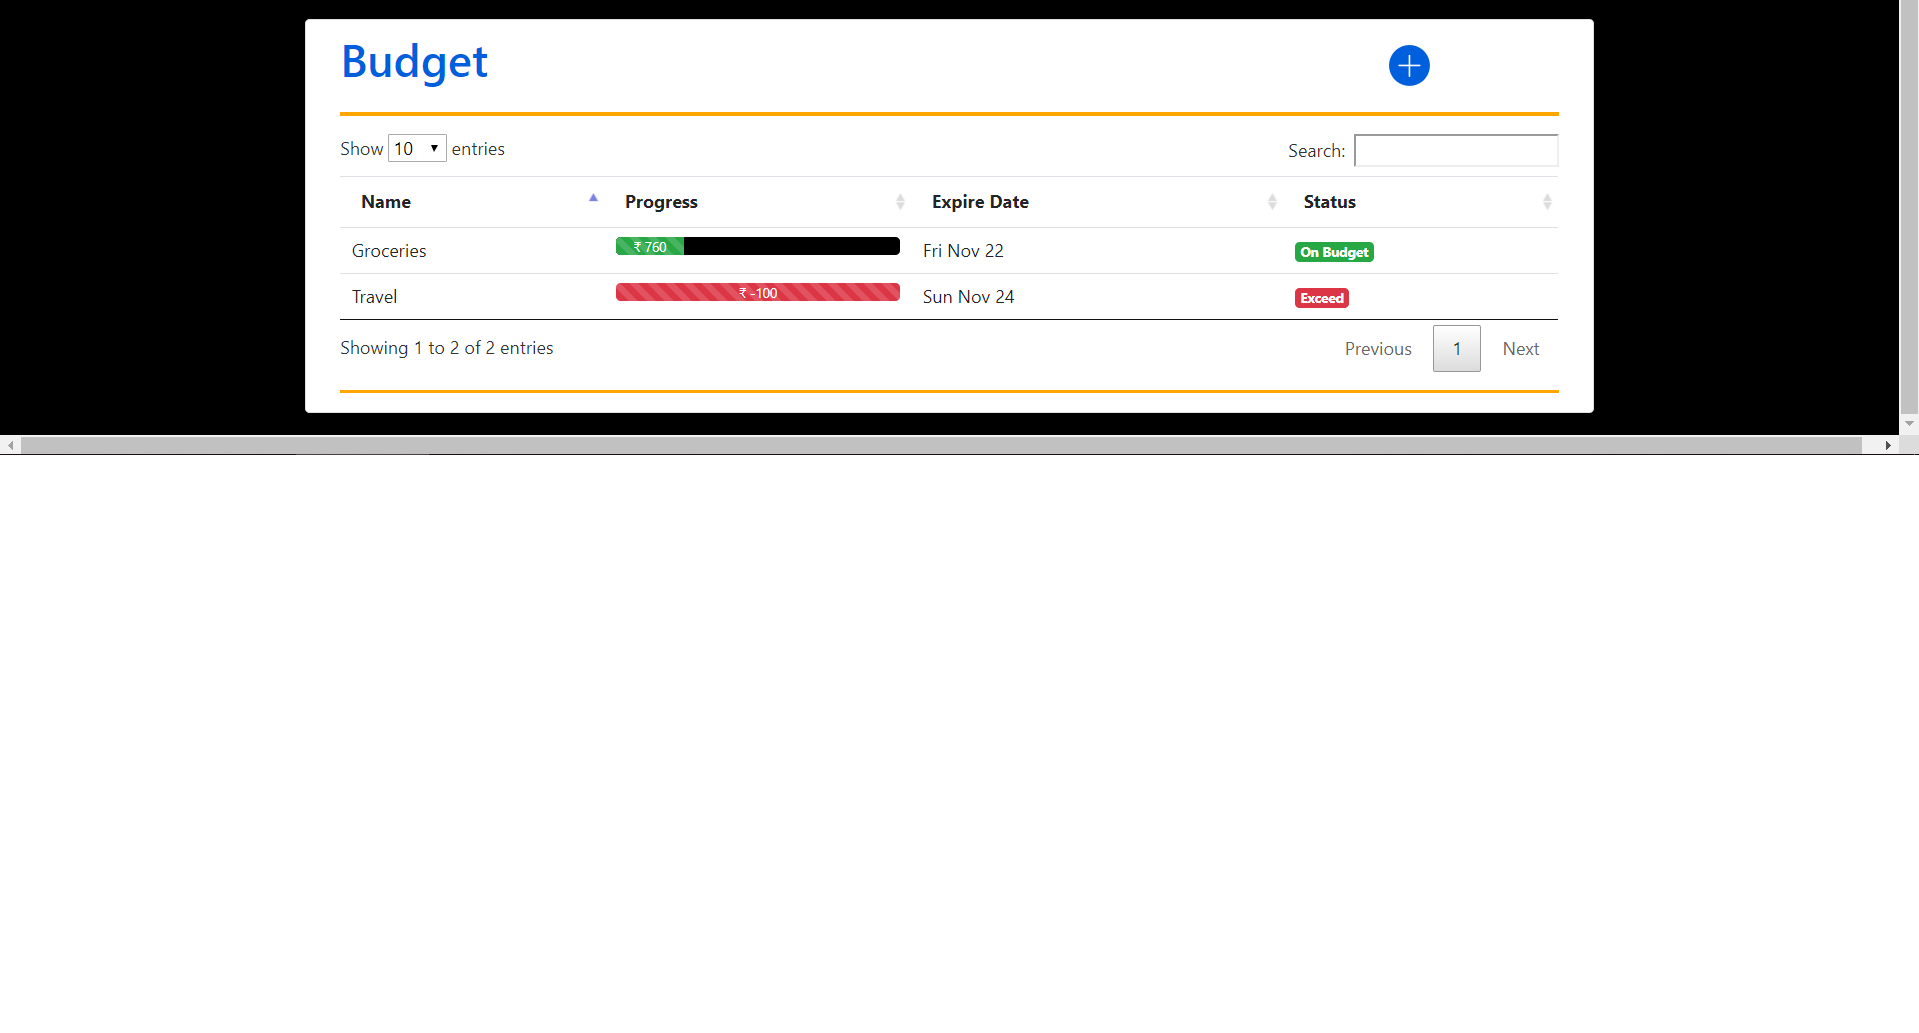 Budget
Show 10 entries
Search:
Name Progress Expire Date Status
Groceries ₹ 760 Fri Nov 22 On Budget
Travel ₹ -100 Sun Nov 24 Exceed
Showing 1 to 2 of 2 entries
Previous 1 Next